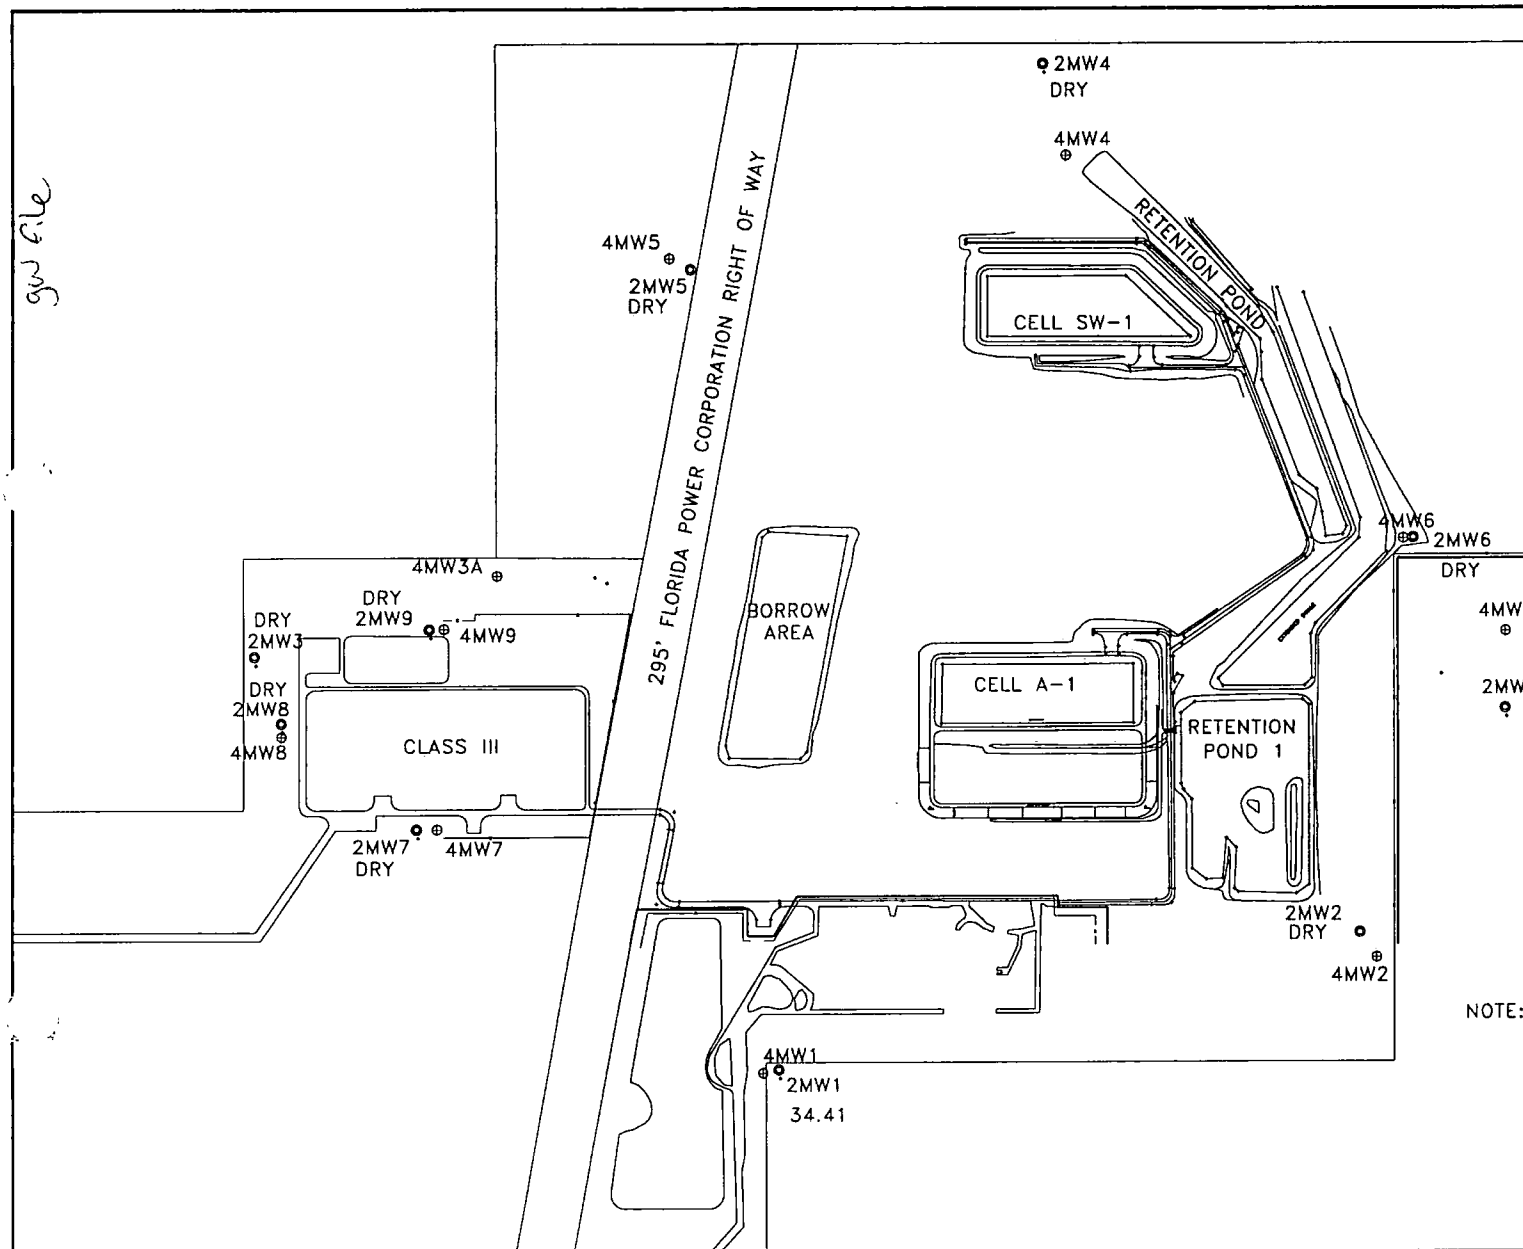 2MW4
DRY
4MW4
gw file
RETENTION POND
4MW5
2MW5
DRY
295' FLORIDA POWER CORPORATION RIGHT OF WAY
CELL SW-1
4MW6
2MW6
DRY
4MW3A
DRY
2MW9
4MW9
DRY
2MW3
BORROW
AREA
4MW
2MW
CELL A-1
DRY
2MW8
4MW8
CLASS III
RETENTION
POND 1
2MW7
DRY
4MW7
2MW2
DRY
4MW2
NOTE:
4MW1
2MW1
34.41